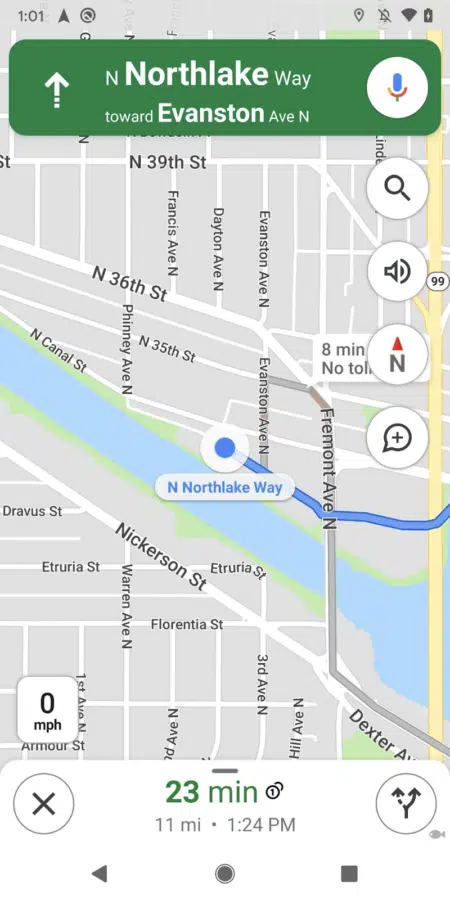 1:01
N Northlake Way
toward Evanston Ave N
St
N 39th St
Francis Ave N
Dayton Ave N
Evanston Ave N
99
N 36th St
N Canal St
Phinney Ave N
N 35th St
8 min
No toll
N
Evanston Ave N
Fremont Ave N
N Northlake Way
Dravus St
Nickerson St
Etruria St
Etruria St
Warren Ave N
Florentia St
0
mph
1st Ave N
3rd Ave N
Hill Ave N
Armour St
Dexter Av
23 min
11 mi • 1:24 PM